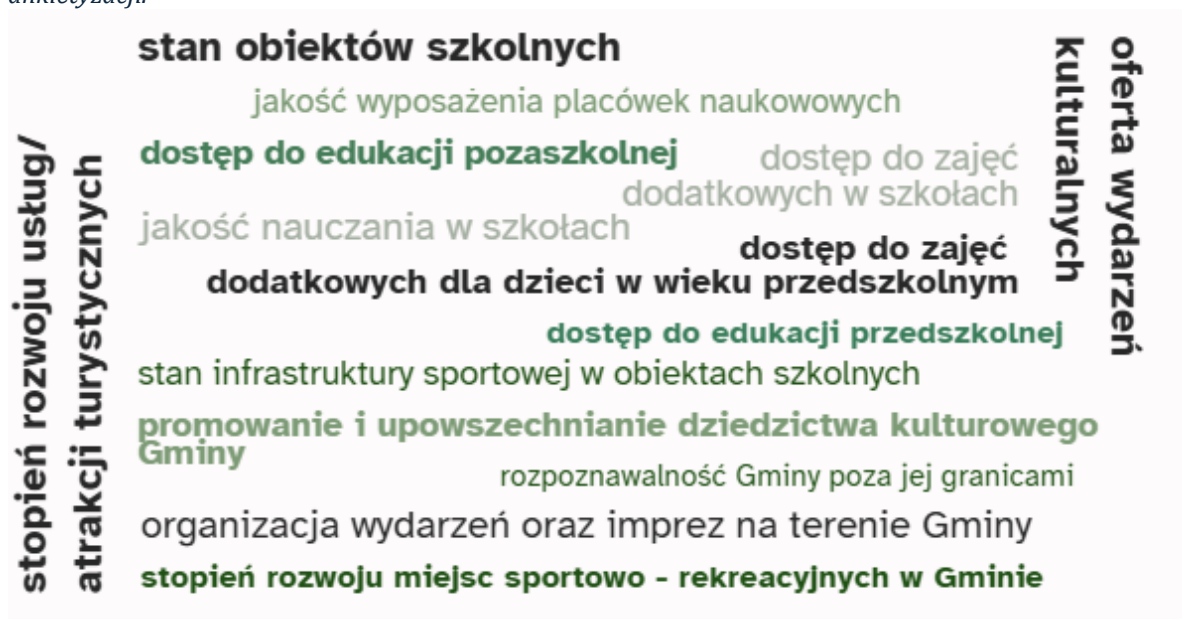 ankietyzacji.
stan obiektów szkolnych
jakość wyposażenia placówek naukowowych
dostęp do edukacji pozaszkolnej
dostęp do zajęć
dodatkowych w szkołach
jakość nauczania w szkołach
dostęp do zajęć
dodatkowych dla dzieci w wieku przedszkolnym
dostęp do edukacji przedszkolnej
stan infrastruktury sportowej w obiektach szkolnych
promowanie i upowszechnianie dziedzictwa kulturowego
Gminy
rozpoznawalność Gminy poza jej granicami
organizacja wydarzeń oraz imprez na terenie Gminy
stopień rozwoju miejsc sportowo - rekreacyjnych w Gminie
stopień rozwoju usług/
atrakcji turystycznych
oferta wydarzeń
kulturalnych